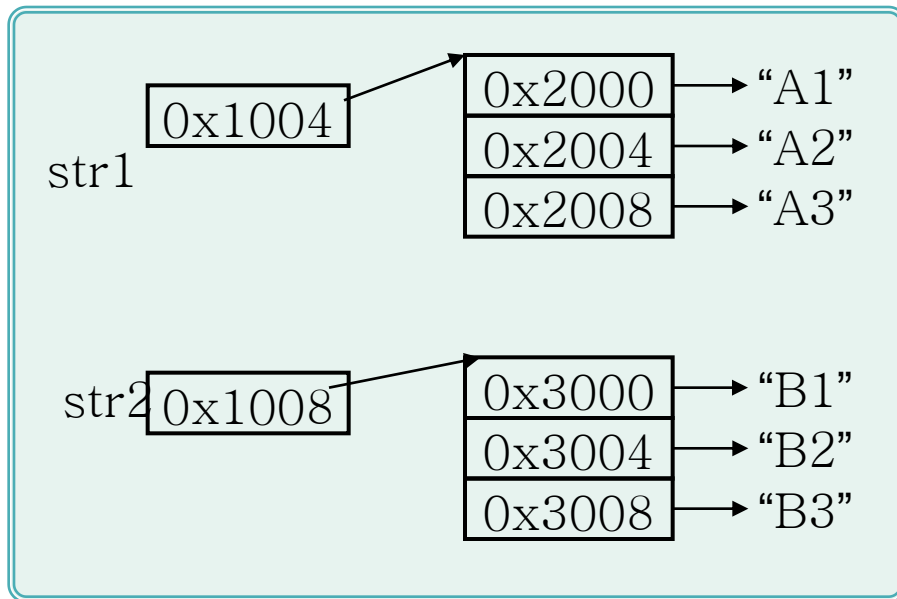 0x2000 “A1”
0x1004
0x2004 “A2”
str1
0x2008 “A3”
0x3000 “B1”
str2 0x1008
0x3004 “B2”
0x3008 “B3”